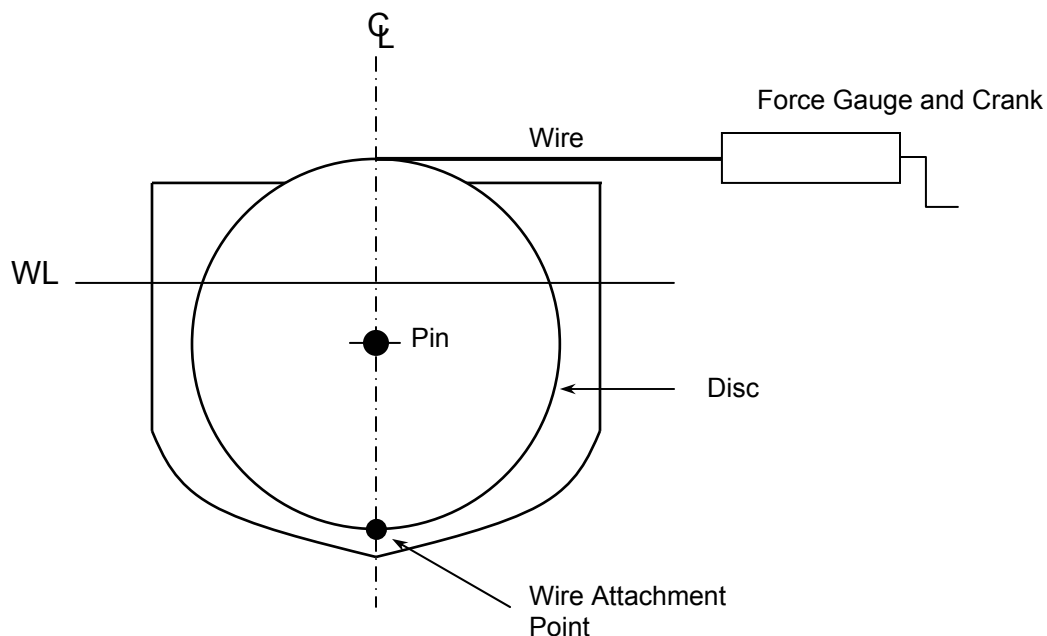 CL
Force Gauge and Crank
Wire
WL
Pin
Disc
Wire Attachment
Point